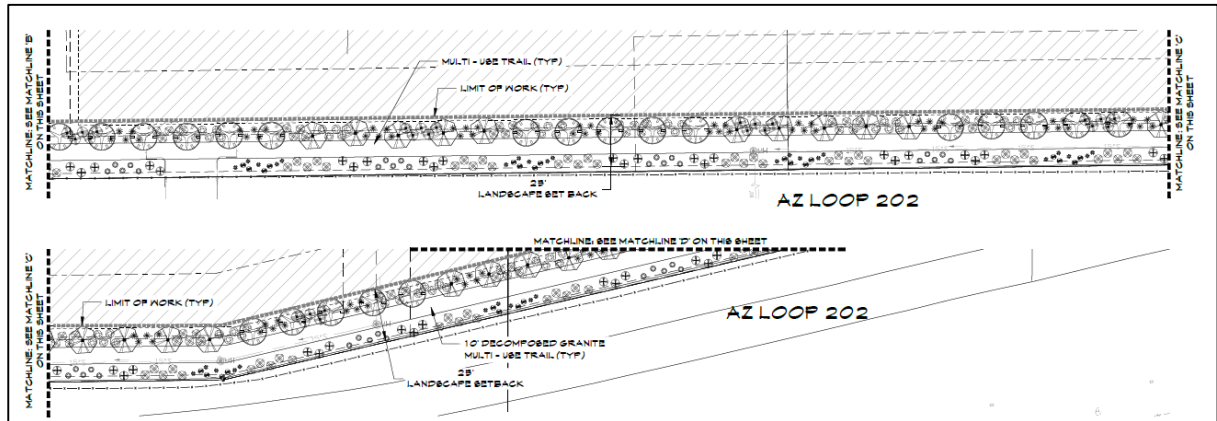 MATCHLINE: SEE MATCHLINE 'B'
ON THIS SHEET
MULTI - USE TRAIL (TYP)
LIMIT OF WORK (TYP)
25'
LANDSCAPE SET BACK
AZ LOOP 202
MATCHLINE: SEE MATCHLINE 'C'
ON THIS SHEET
MATCHLINE: SEE MATCHLINE 'C'
ON THIS SHEET
MATCHLINE: SEE MATCHLINE 'D' ON THIS SHEET
LIMIT OF WORK (TYP)
AZ LOOP 202
10' DECOMPOSED GRANITE
MULTI - USE TRAIL (TYP)
25'
LANDSCAPE SETBACK